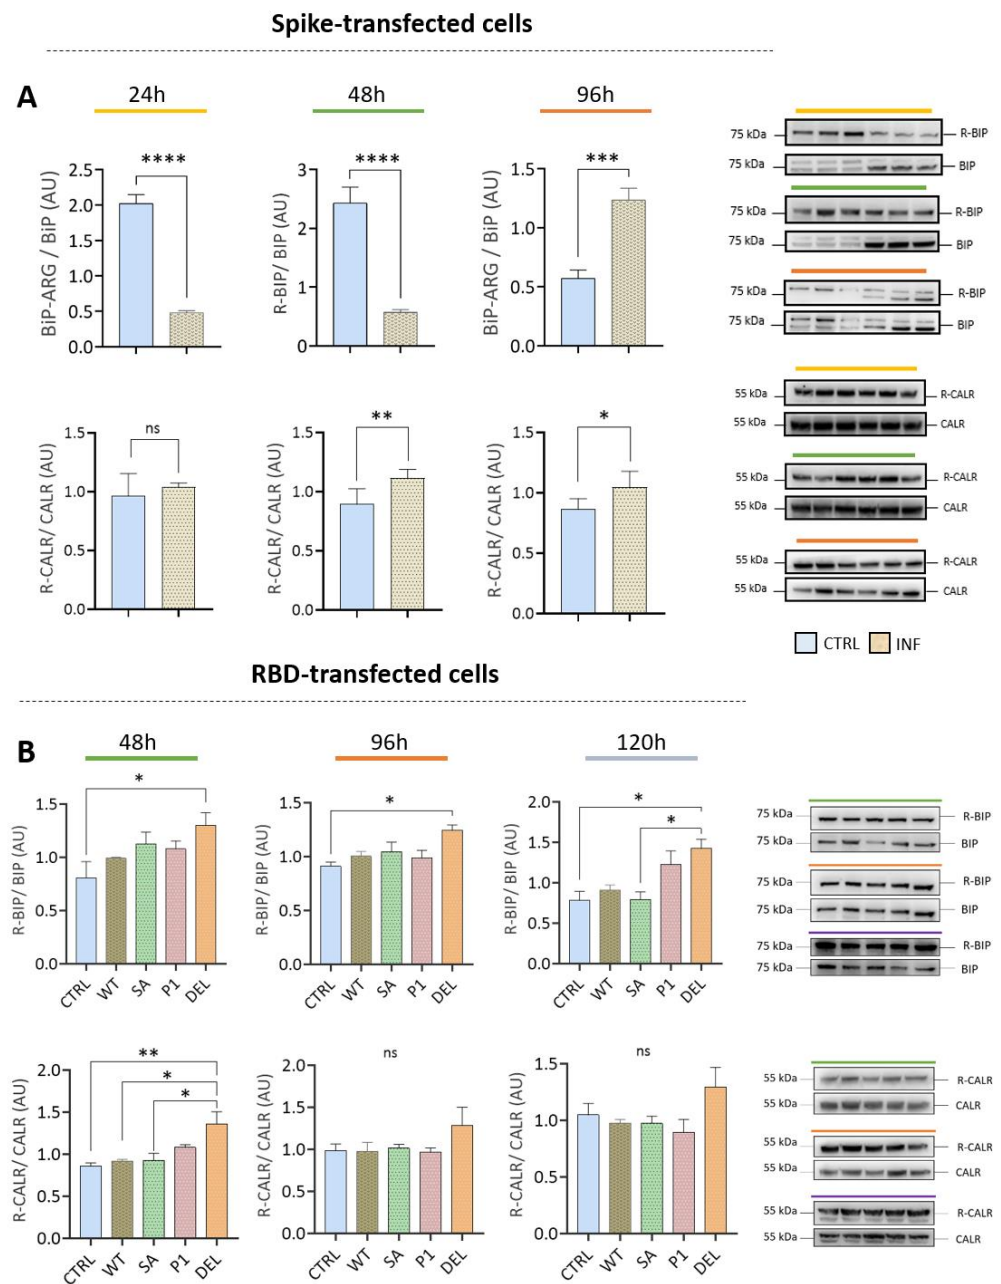 Spike-transfected cells
A
24h
48h
96h
****
BiP-ARG / BiP (AU)
2.5
2.0
1.5
1.0
0.5
0.0
****
R-BIP/ BIP (AU)
3
2
1
0
***
BiP-ARG / BiP (AU)
1.5
1.0
0.5
0.0
75 kDa R-BIP
75 kDa BIP
75 kDa R-BIP
75 kDa BIP
75 kDa R-BIP
75 kDa BIP
ns
R-CALR/ CALR (AU)
1.5
1.0
0.5
0.0
**
R-CALR/ CALR (AU)
1.5
1.0
0.5
0.0
*
R-CALR/ CALR (AU)
1.5
1.0
0.5
0.0
55 kDa R-CALR
55 kDa CALR
55 kDa R-CALR
55 kDa CALR
55 kDa R-CALR
55 kDa CALR
CTRL INF
RBD-transfected cells
B
48h
96h
120h
*
R-BIP/ BIP (AU)
1.5
1.0
0.5
0.0
CTRL WT SA P1 DEL
*
R-BIP/ BIP (AU)
1.5
1.0
0.5
0.0
CTRL WT SA P1 DEL
*
*
R-BIP/ BIP (AU)
2.0
1.5
1.0
0.5
0.0
CTRL WT SA P1 DEL
75 kDa R-BIP
75 kDa BIP
75 kDa R-BIP
75 kDa BIP
75 kDa R-BIP
75 kDa BIP
**
*
*
R-CALR/ CALR (AU)
2.0
1.5
1.0
0.5
0.0
CTRL WT SA P1 DEL
ns
R-CALR/ CALR (AU)
2.0
1.5
1.0
0.5
0.0
CTRL WT SA P1 DEL
ns
R-CALR/ CALR (AU)
1.5
1.0
0.5
0.0
CTRL WT SA P1 DEL
55 kDa R-CALR
55 kDa CALR
55 kDa R-CALR
55 kDa CALR
55 kDa R-CALR
55 kDa CALR